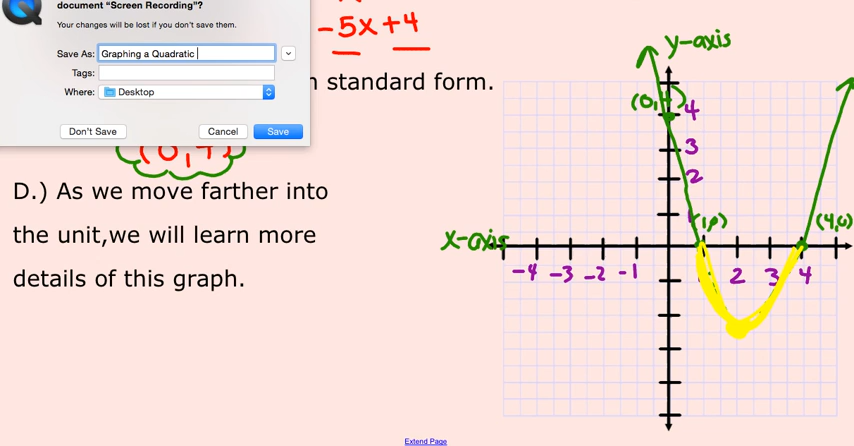 document “Screen Recording”?
Your changes will be lost if you don’t save them.
Save As: Graphing a Quadratic
Tags:
Where: Desktop
Don't Save Cancel Save
-5x+4
n standard form.
(0,4)
D.) As we move farther into
the unit,we will learn more
details of this graph.
y-axis
(0,4) 4
3
2
(1,0) (4,0)
x-axis
-4 -3 -2 -1 2 3 4
Extend Page